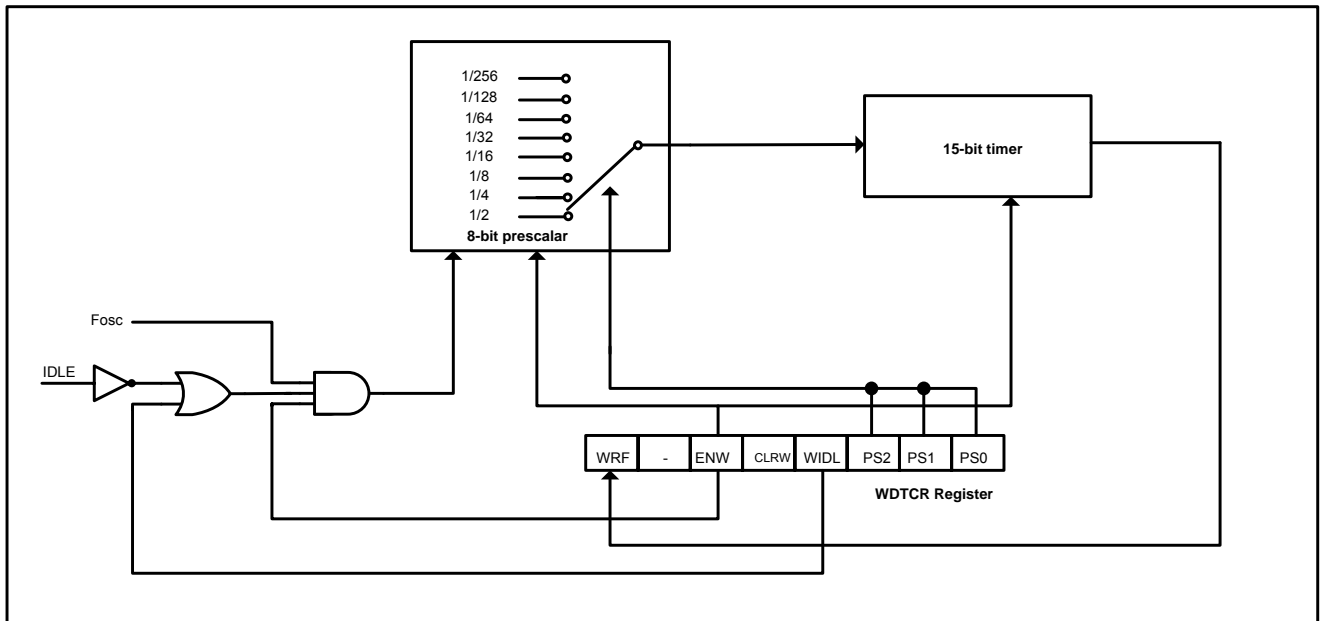 1/256
1/128
1/64
1/32
1/16
1/8
1/4
1/2
8-bit prescalar
15-bit timer
Fosc
IDLE
WRF - ENW CLRW WIDL PS2 PS1 PS0
WDTCR Register